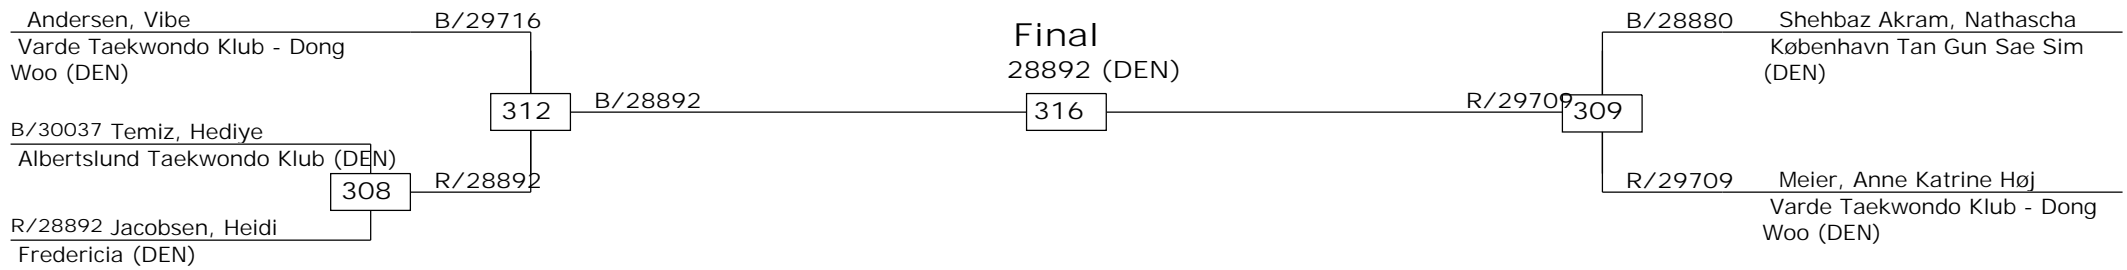 Andersen, Vibe
B/29716
Varde Taekwondo Klub - Dong
Woo (DEN)
312
B/30037 Temiz, Hediye
Albertslund Taekwondo Klub (DEN)
308
R/28892
R/28892 Jacobsen, Heidi
Fredericia (DEN)
B/28892
Final
28892 (DEN)
316
R/29709
309
B/28880
Shehbaz Akram, Nathascha
København Tan Gun Sae Sim
(DEN)
R/29709
Meier, Anne Katrine Høj
Varde Taekwondo Klub - Dong
Woo (DEN)